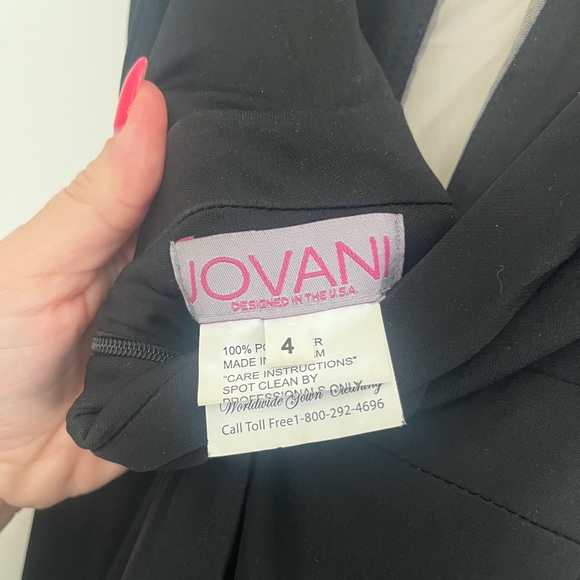 JOVANI
DESIGNED IN THE U.S.A.
4
100% PO ER
MADE IN AM
"CARE INSTRUCTIONS"
SPOT CLEAN BY
PROFESSIONALS ONLY
Worldwide Gown Cleaning
Call Toll Free1-800-292-4696